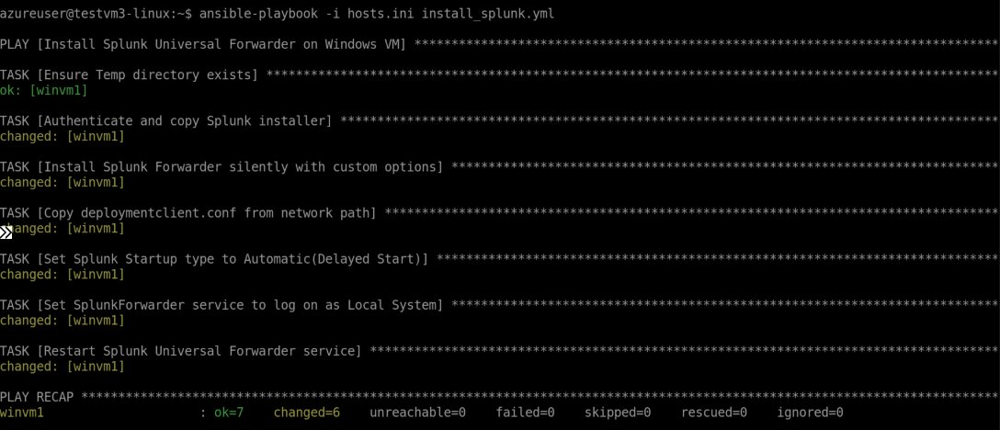 azureuser@testvm3-linux:~$ ansible-playbook -i hosts.ini install_splunk.yml
PLAY [Install Splunk Universal Forwarder on Windows VM] *******************************************************************************
TASK [Ensure Temp directory exists] ***************************************************************************************************
ok: [winvm1]
TASK [Authenticate and copy Splunk installer] *****************************************************************************************
changed: [winvm1]
TASK [Install Splunk Forwarder silently with custom options] **************************************************************************
changed: [winvm1]
TASK [Copy deploymentclient.conf from network path] ***********************************************************************************
changed: [winvm1]
TASK [Set Splunk Startup type to Automatic(Delayed Start)] ****************************************************************************
changed: [winvm1]
TASK [Set SplunkForwarder service to log on as Local System] **************************************************************************
changed: [winvm1]
TASK [Restart Splunk Universal Forwarder service] *************************************************************************************
changed: [winvm1]
PLAY RECAP ****************************************************************************************************************************
winvm1                     : ok=7    changed=6    unreachable=0    failed=0    skipped=0    rescued=0    ignored=0